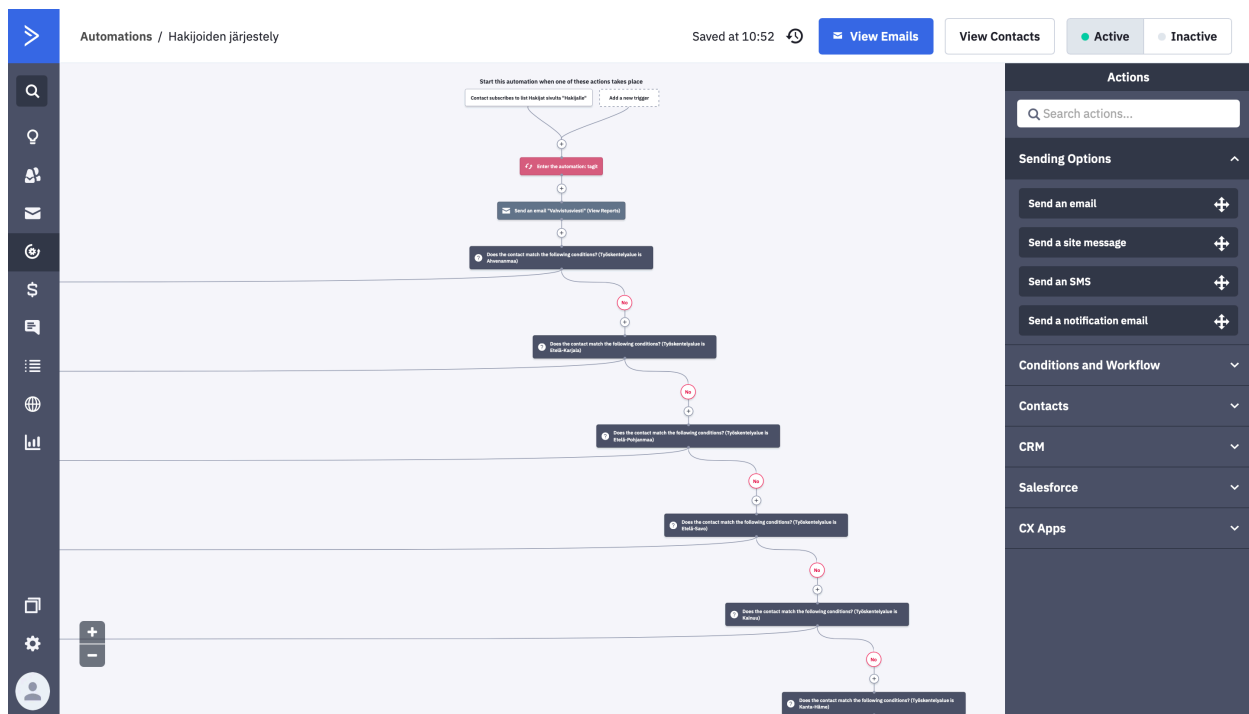 Automations / Hakijoiden järjestely
Saved at 10:52
View Emails
View Contacts
Active
Inactive
Start this automation when one of these actions takes place
Contact subscribes to list Hakijat sivulta "Hakijalle"
Add a new trigger
Enter the automation: tagit
Send an email "Vahvistusviesti" (View Reports)
Does the contact match the following conditions? (Työskentelyalue is
Ahvenanmaa)
No
Does the contact match the following conditions? (Työskentelyalue is
Etelä-Karjala)
No
Does the contact match the following conditions? (Työskentelyalue is
Etelä-Pohjanmaa)
No
Does the contact match the following conditions? (Työskentelyalue is
Etelä-Savo)
No
Does the contact match the following conditions? (Työskentelyalue is
Kainuu)
No
Does the contact match the following conditions? (Työskentelyalue is
Kanta-Häme)
Actions
Search actions...
Sending Options
Send an email
Send a site message
Send an SMS
Send a notification email
Conditions and Workflow
Contacts
CRM
Salesforce
CX Apps